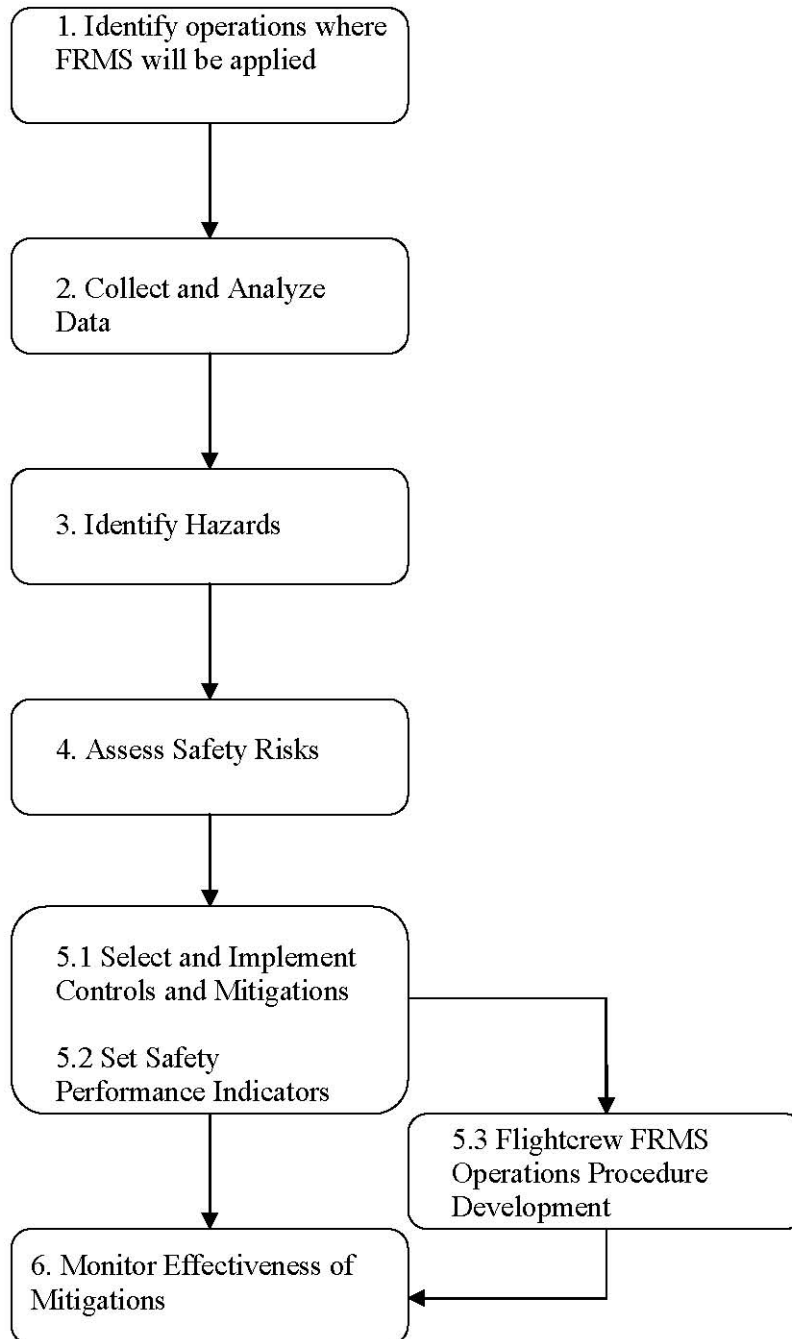 1. Identify operations where
FRMS will be applied
2. Collect and Analyze
Data
3. Identify Hazards
4. Assess Safety Risks
5.1 Select and Implement
Controls and Mitigations
5.2 Set Safety
Performance Indicators
5.3 Flightcrew FRMS
Operations Procedure
Development
6. Monitor Effectiveness of
Mitigations